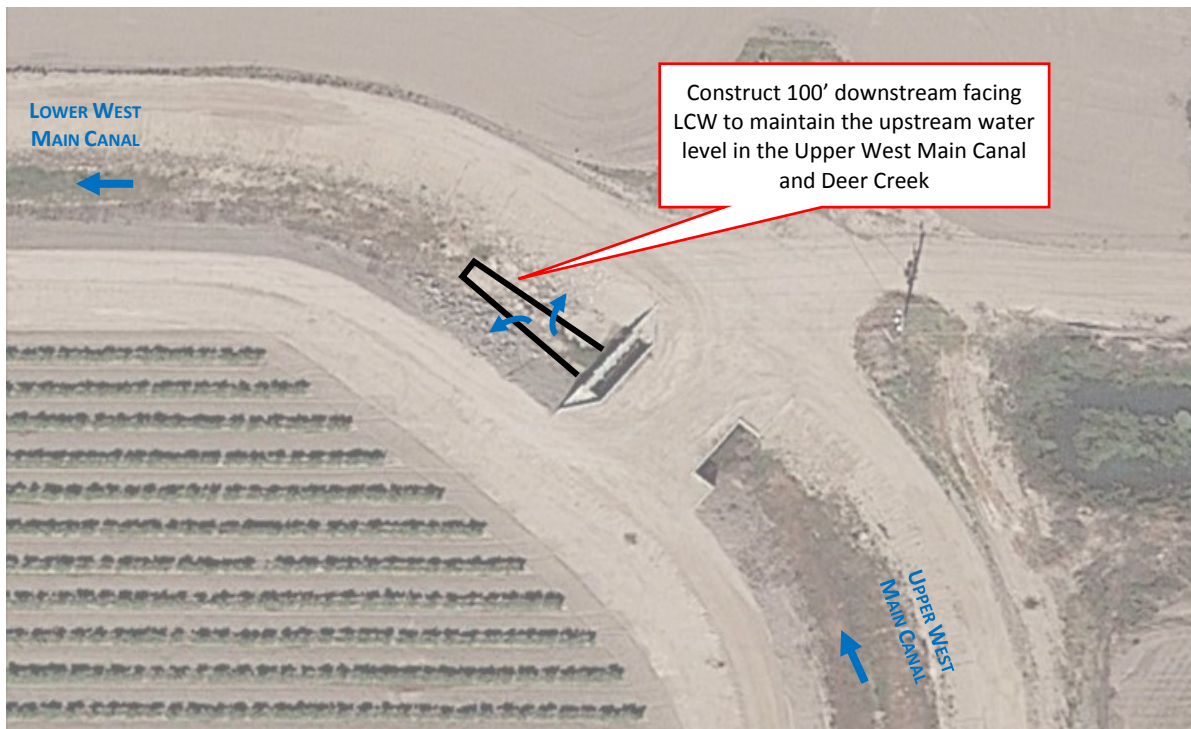 LOWER WEST
MAIN CANAL
Construct 100’ downstream facing
LCW to maintain the upstream water
level in the Upper West Main Canal
and Deer Creek
UPPER WEST
MAIN CANAL